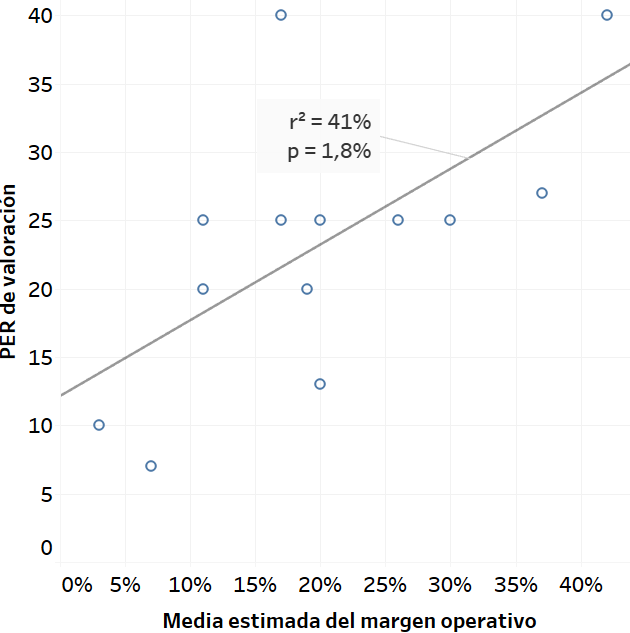 40
35
30
25
20
15
10
5
0
PER de valoración
r² = 41%
p = 1,8%
0% 5% 10% 15% 20% 25% 30% 35% 40%
Media estimada del margen operativo